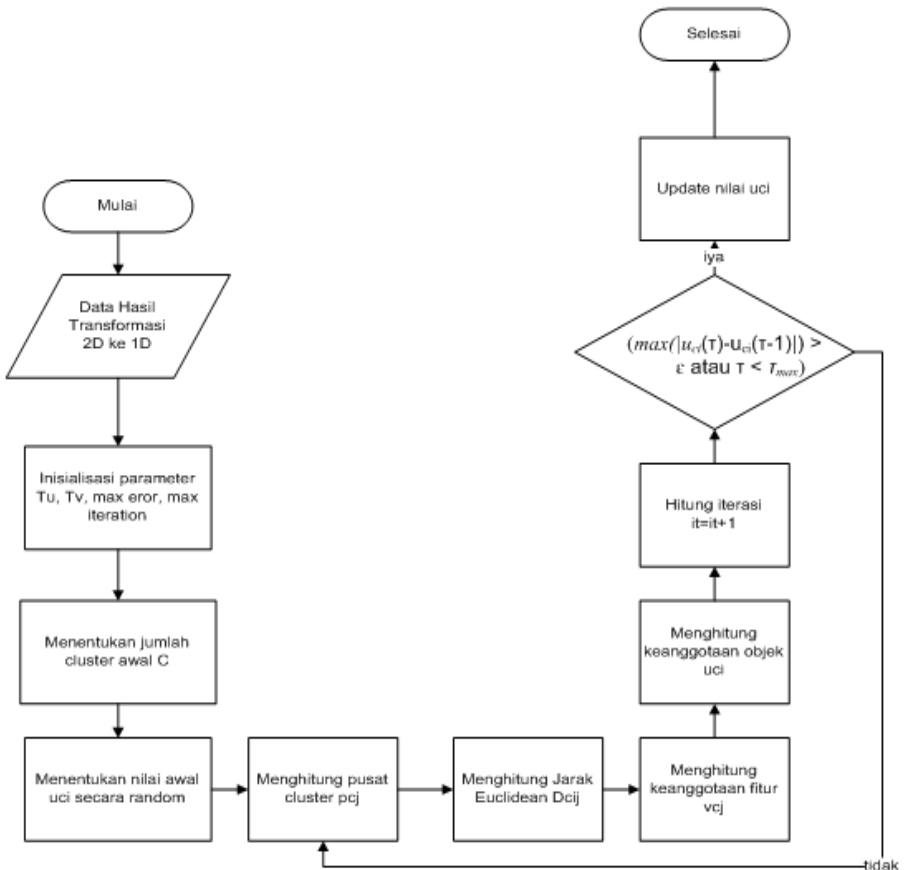 Mulai
Data Hasil
Transformasi
2D ke 1D
Inisialisasi parameter
Tu, Tv, max eror, max
iteration
Menentukan jumlah
cluster awal C
Menentukan nilai awal
uci secara random
Menghitung pusat
cluster pcj
Menghitung Jarak
Euclidean Dcij
Menghitung
keanggotaan fitur
vcj
Menghitung
keanggotaan objek
uci
Hitung iterasi
it=it+1
(max(|uci(τ)-uci(τ-1)|) >
ε atau τ < τmax)
iya
tidak
Update nilai uci
Selesai